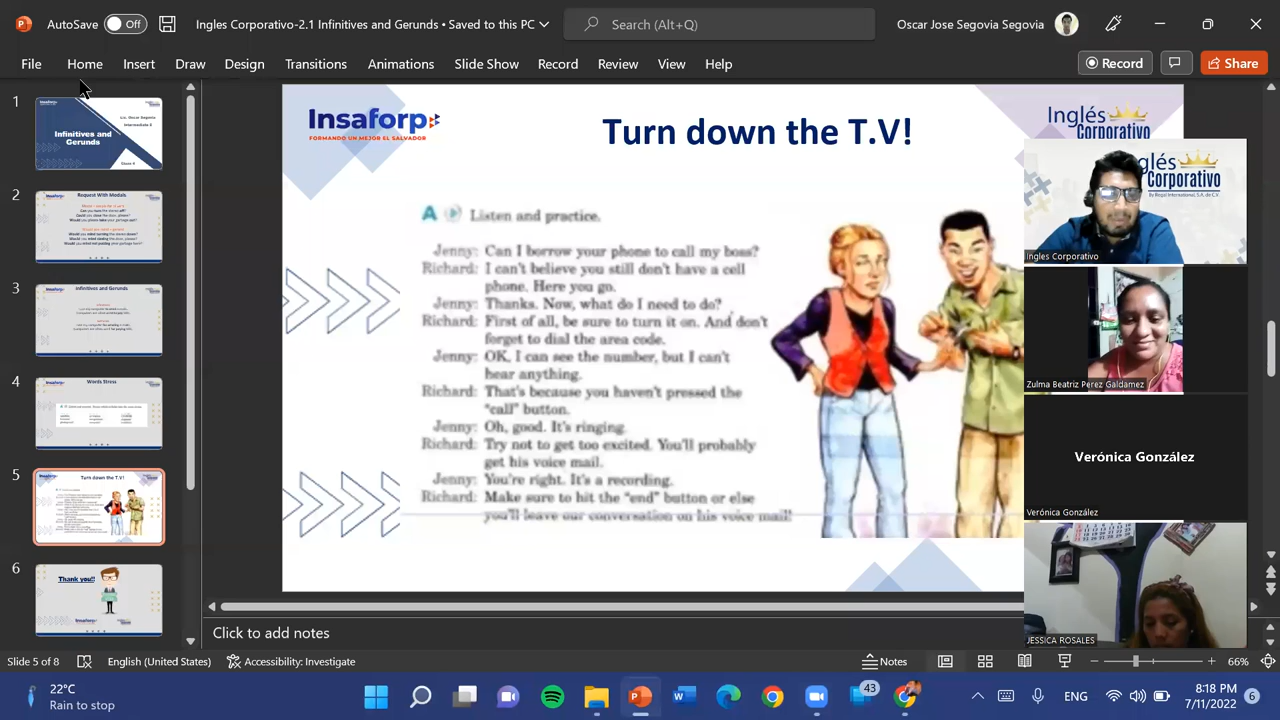 AutoSave Off Ingles Corporativo-2.1 Infinitives and Gerunds • Saved to this PC Search (Alt+Q) Oscar Jose Segovia Segovia
File Home Insert Draw Design Transitions Animations Slide Show Record Review View Help Record Share
1
Infinitives and
Gerunds
2
Request With Modals
3
Infinitives and Gerunds
4
Words Stress
5
Turn down the T.V!
6
Thank you!!
Insaforp
FORMANDO UN MEJOR EL SALVADOR
Turn down the T.V!
Inglés
CORPORATIVO
A Listen and practice.
Jenny: Can I borrow your phone to call my boss?
Richard: I can't believe you still don't have a cell
phone. Here you go.
Jenny: Thanks. Now, what do I need to do?
Richard: First of all, be sure to turn it on. And don't
forget to dial the area code.
Jenny: OK, I can see the number, but I can't
hear anything.
Richard: That's because you haven't pressed the
"call" button.
Jenny: Oh, good. It's ringing.
Richard: Try not to get too excited. You'll probably
get his voice mail.
Jenny: You're right. It's a recording.
Richard: Make sure to hit the "end" button or else
you'll leave our conversation on his voice
Inglés
Corporativo
Ingles Corporativo
Zulma Beatriz Perez Galdamez
Verónica González
Verónica González
JESSICA ROSALES
Click to add notes
Slide 5 of 8 English (United States) Accessibility: Investigate Notes 66%
22°C
Rain to stop
43
ENG
8:18 PM
7/11/2022
6